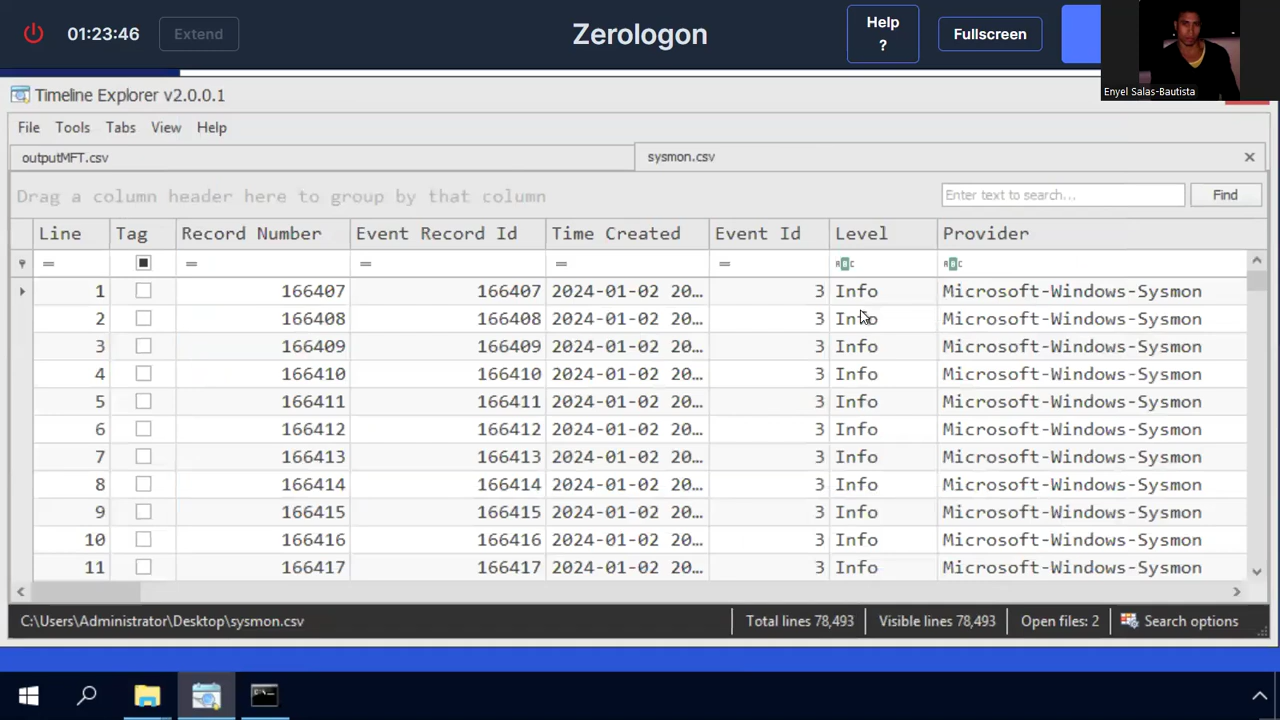 01:23:46
Extend
Zerologon
Help
?
Fullscreen
Enyel Salas-Bautista
Timeline Explorer v2.0.0.1
File Tools Tabs View Help
outputMFT.csv sysmon.csv
Drag a column header here to group by that column Enter text to search... Find
Line Tag Record Number Event Record Id Time Created Event Id Level Provider
= = = = = ABC ABC
1 166407 166407 2024-01-02 20… 3 Info Microsoft-Windows-Sysmon
2 166408 166408 2024-01-02 20… 3 Info Microsoft-Windows-Sysmon
3 166409 166409 2024-01-02 20… 3 Info Microsoft-Windows-Sysmon
4 166410 166410 2024-01-02 20… 3 Info Microsoft-Windows-Sysmon
5 166411 166411 2024-01-02 20… 3 Info Microsoft-Windows-Sysmon
6 166412 166412 2024-01-02 20… 3 Info Microsoft-Windows-Sysmon
7 166413 166413 2024-01-02 20… 3 Info Microsoft-Windows-Sysmon
8 166414 166414 2024-01-02 20… 3 Info Microsoft-Windows-Sysmon
9 166415 166415 2024-01-02 20… 3 Info Microsoft-Windows-Sysmon
10 166416 166416 2024-01-02 20… 3 Info Microsoft-Windows-Sysmon
11 166417 166417 2024-01-02 20… 3 Info Microsoft-Windows-Sysmon
C:\Users\Administrator\Desktop\sysmon.csv Total lines 78,493 Visible lines 78,493 Open files: 2 Search options